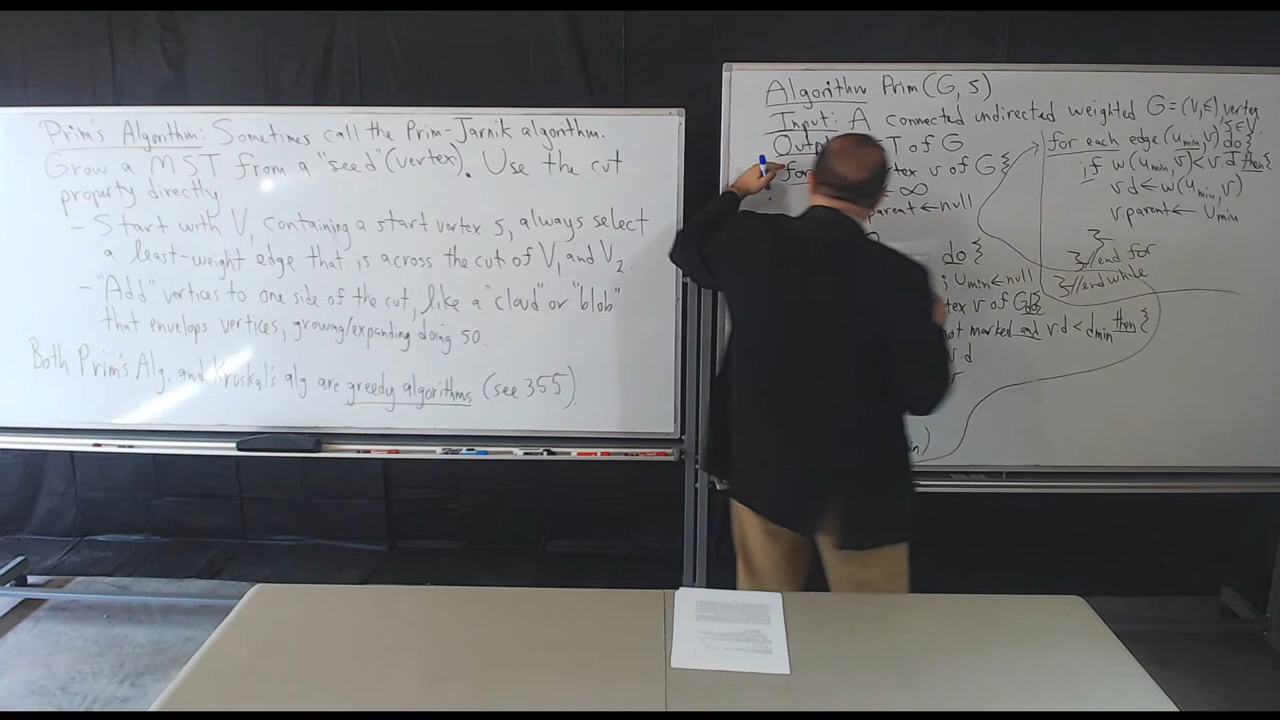 Prim's Algorithm: Sometimes call the Prim-Jarnik algorithm.
Grow a MST from a "seed" (vertex). Use the cut
property directly
- Start with V, containing a start vertex s, always select
a least-weight edge that is across the cut of V1 and V2.
- "Add" vertices to one side of the cut, like a "cloud" or "blob"
that envelops vertices, growing/expanding doing so.
Both Prim's Alg. and Kruskal's alg are greedy algorithms (see 355).
Algorithm Prim(G, s)
Input: A connected undirected weighted G=(V,E) vertex
s∈V
T of G
for v of G {
← ∞
parent ← null
do {
; Umin ← null
v of G do {
marked and v.d < dmin then {
for each edge (umin, v) do {
if w(umin, v) < v.d then {
v.d ← w(umin, v)
v.parent ← umin
}
} //end for
} //end while